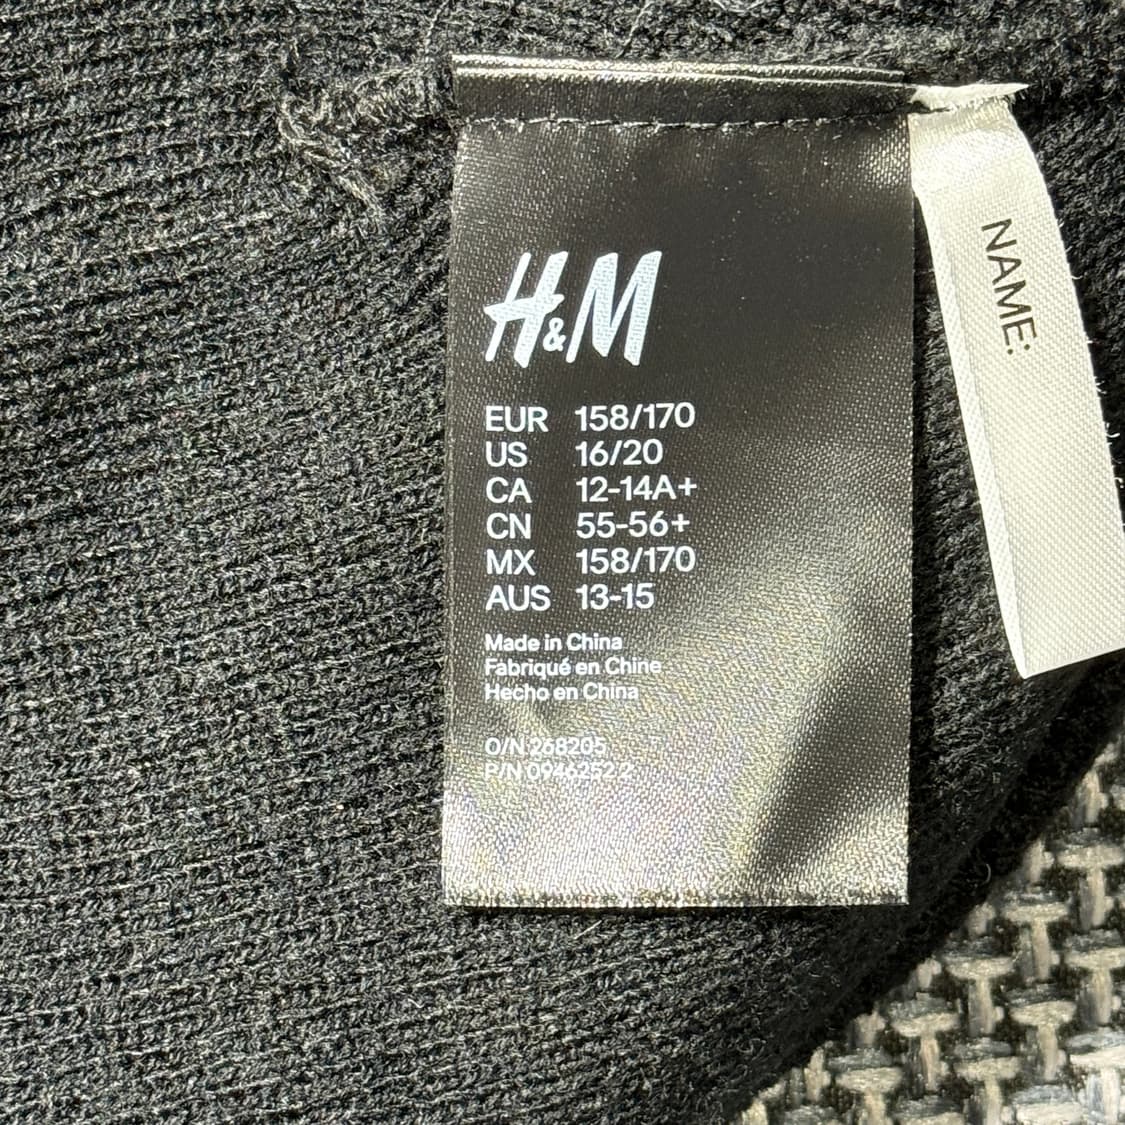 H&M
EUR 158/170
US 16/20
CA 12-14A+
CN 55-56+
MX 158/170
AUS 13-15
Made in China
Fabriqué en Chine
Hecho en China
O/N 268205
P/N 0946252 2
NAME: